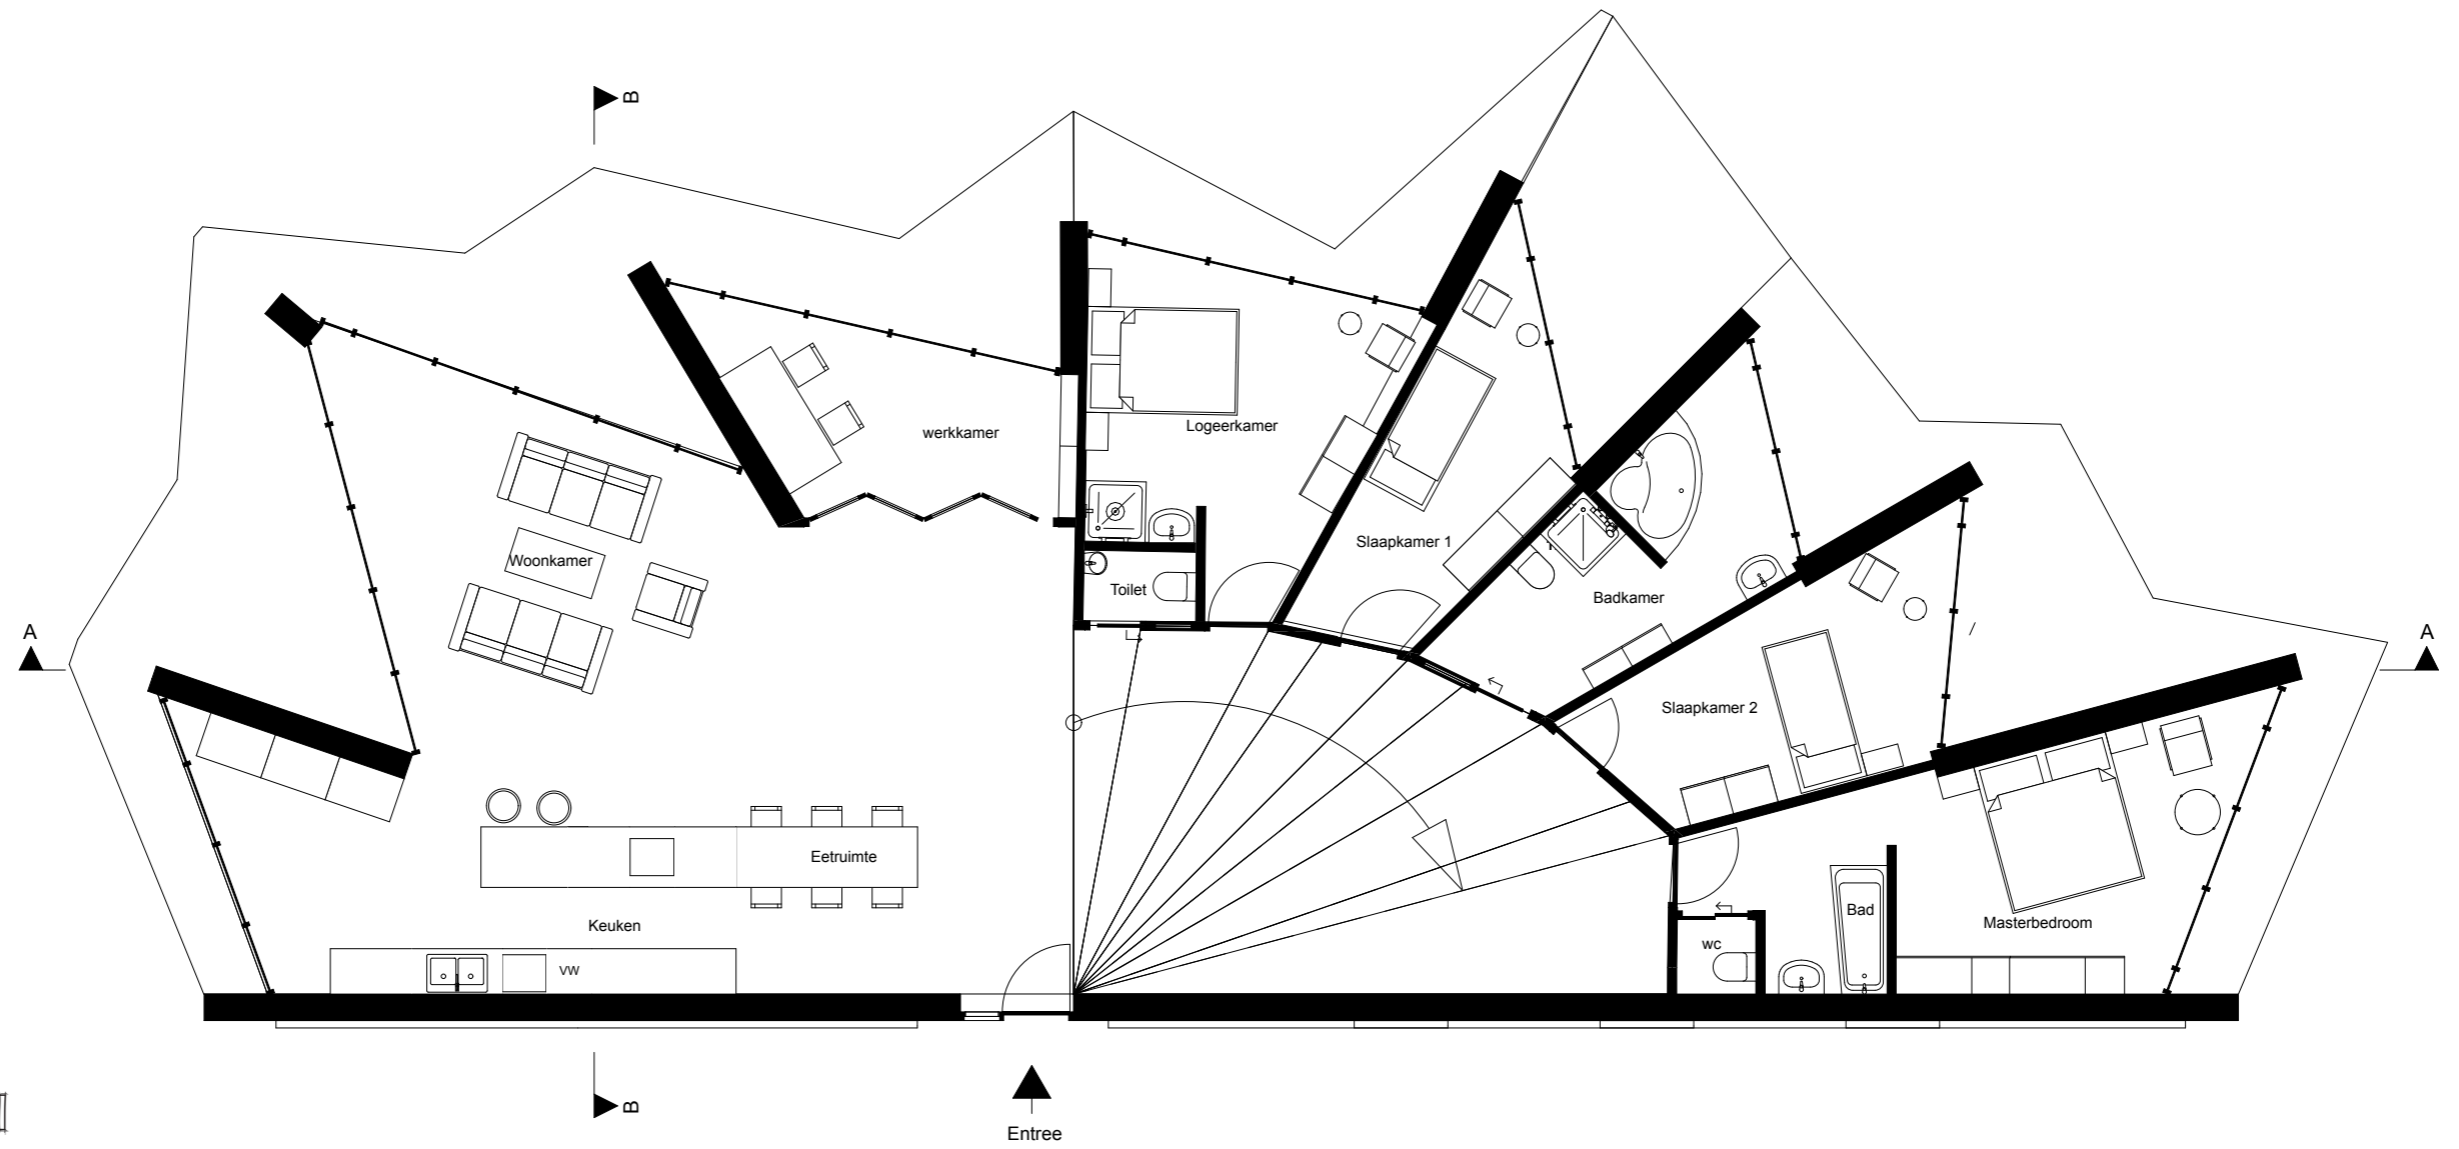 B
werkkamer
Logeerkamer
Slaapkamer 1
Woonkamer
Toilet
Badkamer
A
A
Slaapkamer 2
Eetruimte
Bad
Keuken
Masterbedroom
wc
VW
B
Entree